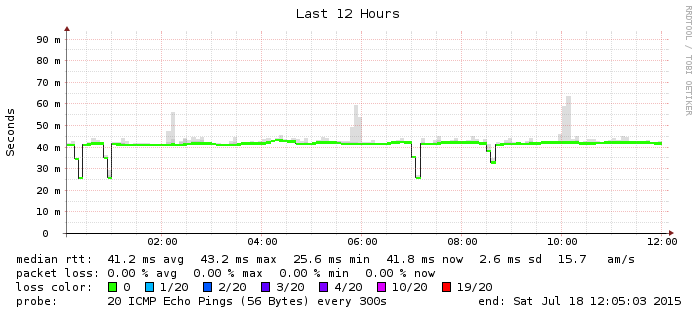 Last 12 Hours
RRDTOOL / TOBI OETIKER
Seconds
90 m
80 m
70 m
60 m
50 m
40 m
30 m
20 m
10 m
0
02:00 04:00 06:00 08:00 10:00 12:00
median rtt: 41.2 ms avg 43.2 ms max 25.6 ms min 41.8 ms now 2.6 ms sd 15.7 am/s
packet loss: 0.00 % avg 0.00 % max 0.00 % min 0.00 % now
loss color: 0 1/20 2/20 3/20 4/20 10/20 19/20
probe: 20 ICMP Echo Pings (56 Bytes) every 300s end: Sat Jul 18 12:05:03 2015